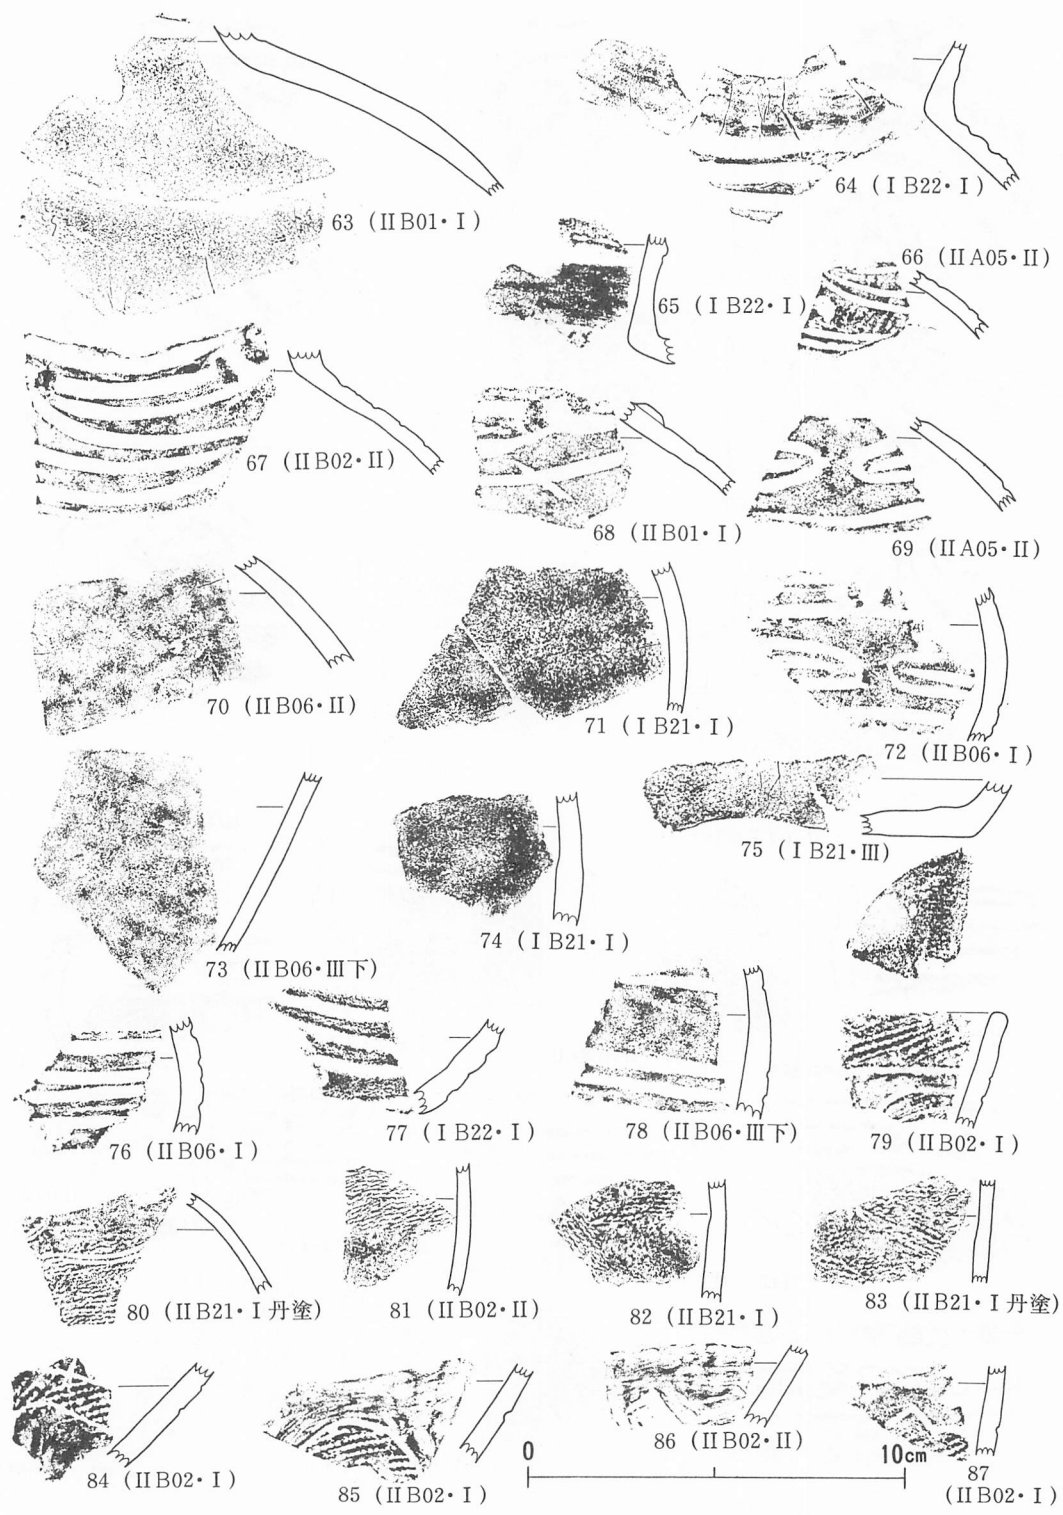 63 (ⅡB01・Ⅰ)
64 (ⅠB22・Ⅰ)
65 (ⅠB22・Ⅰ)
66 (ⅡA05・Ⅱ)
67 (ⅡB02・Ⅱ)
68 (ⅡB01・Ⅰ)
69 (ⅡA05・Ⅱ)
70 (ⅡB06・Ⅱ)
71 (ⅠB21・Ⅰ)
72 (ⅡB06・Ⅰ)
73 (ⅡB06・Ⅲ下)
74 (ⅠB21・Ⅰ)
75 (ⅠB21・Ⅲ)
76 (ⅡB06・Ⅰ)
77 (ⅠB22・Ⅰ)
78 (ⅡB06・Ⅲ下)
79 (ⅡB02・Ⅰ)
80 (ⅡB21・Ⅰ丹塗)
81 (ⅡB02・Ⅱ)
82 (ⅡB21・Ⅰ)
83 (ⅡB21・Ⅰ丹塗)
84 (ⅡB02・Ⅰ)
85 (ⅡB02・Ⅰ)
86 (ⅡB02・Ⅱ)
87
(ⅡB02・Ⅰ)
0 10cm